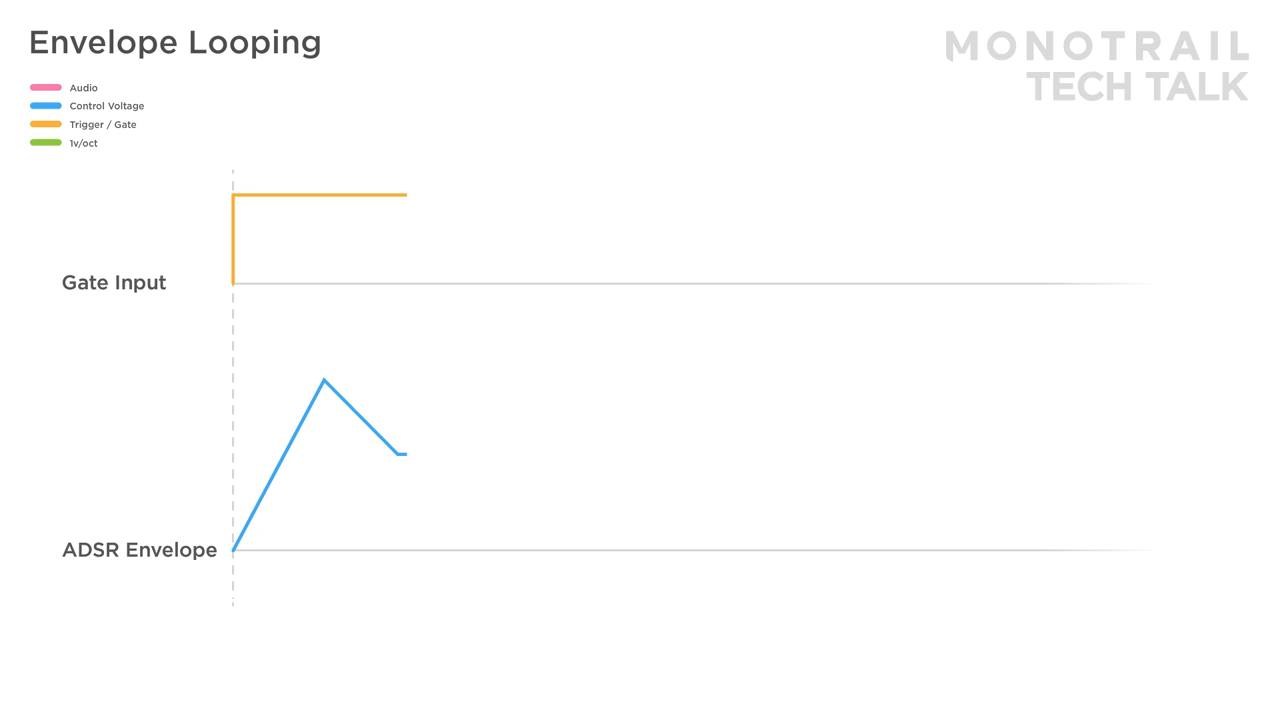 Envelope Looping
MONOTRAIL
TECH TALK
Audio
Control Voltage
Trigger / Gate
1v/oct
Gate Input
ADSR Envelope